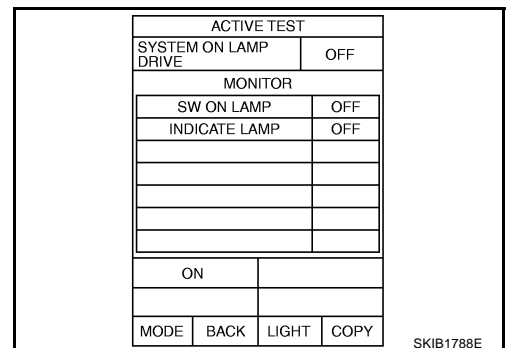 ACTIVE TEST
SYSTEM ON LAMP DRIVE OFF
MONITOR
SW ON LAMP OFF
INDICATE LAMP OFF
ON
MODE BACK LIGHT COPY
SKIB1788E